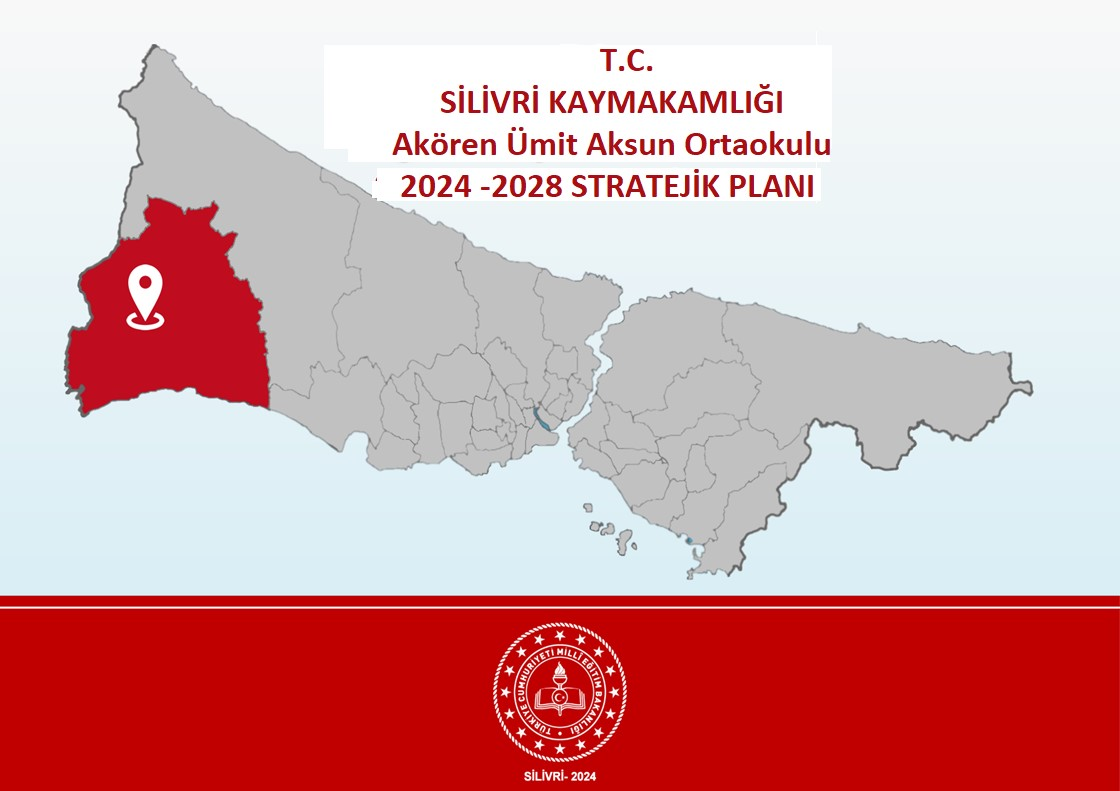 T.C.
SİLİVRİ KAYMAKAMLIĞI
Akören Ümit Aksun Ortaokulu
2024 -2028 STRATEJİK PLANI
TÜRKİYE CUMHURİYETİ MİLLİ EĞİTİM BAKANLIĞI
SİLİVRİ- 2024